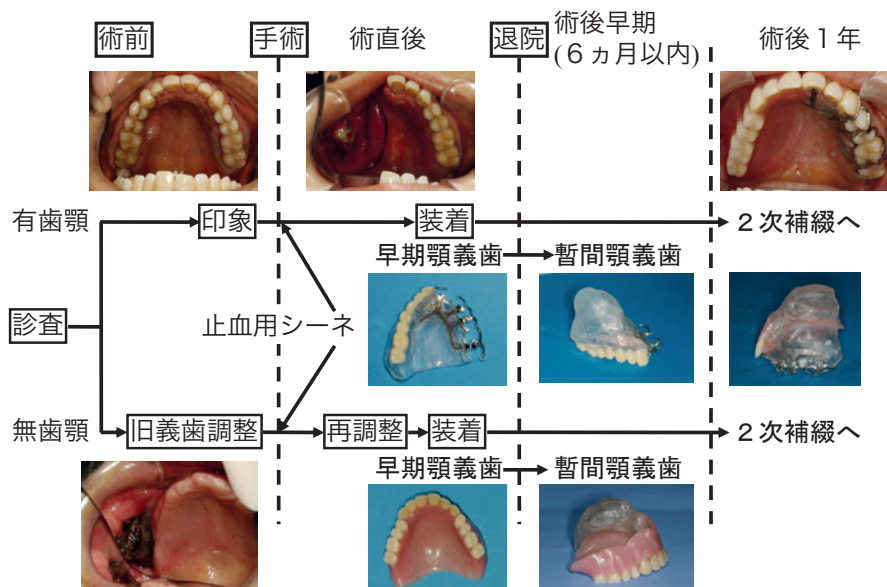 術前
手術
術直後
退院
術後早期
(6ヵ月以内)
術後1年
有歯顎
印象
装着
2次補綴へ
早期顎義歯
暫間顎義歯
診査
止血用シーネ
無歯顎
旧義歯調整
再調整
装着
2次補綴へ
早期顎義歯
暫間顎義歯